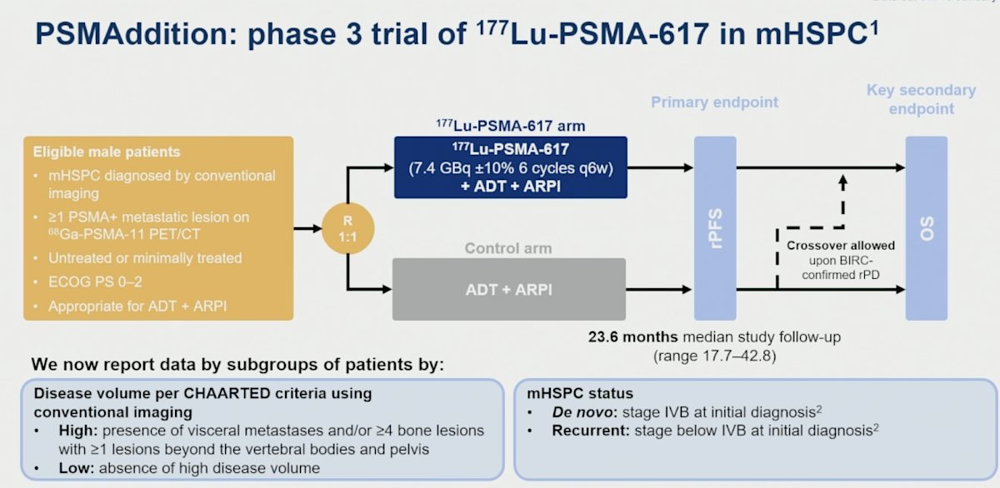 PSMAddition: phase 3 trial of ¹⁷⁷Lu-PSMA-617 in mHSPC¹
Primary endpoint
Key secondary
endpoint
¹⁷⁷Lu-PSMA-617 arm
Eligible male patients
• mHSPC diagnosed by conventional
imaging
• ≥1 PSMA+ metastatic lesion on
⁶⁸Ga-PSMA-11 PET/CT
• Untreated or minimally treated
• ECOG PS 0–2
• Appropriate for ADT + ARPI
R
1:1
¹⁷⁷Lu-PSMA-617
(7.4 GBq ±10% 6 cycles q6w)
+ ADT + ARPI
Control arm
ADT + ARPI
rPFS
Crossover allowed
upon BIRC-
confirmed rPD
OS
23.6 months median study follow-up
(range 17.7–42.8)
We now report data by subgroups of patients by:
Disease volume per CHAARTED criteria using
conventional imaging
• High: presence of visceral metastases and/or ≥4 bone lesions
with ≥1 lesions beyond the vertebral bodies and pelvis
• Low: absence of high disease volume
mHSPC status
• De novo: stage IVB at initial diagnosis²
• Recurrent: stage below IVB at initial diagnosis²